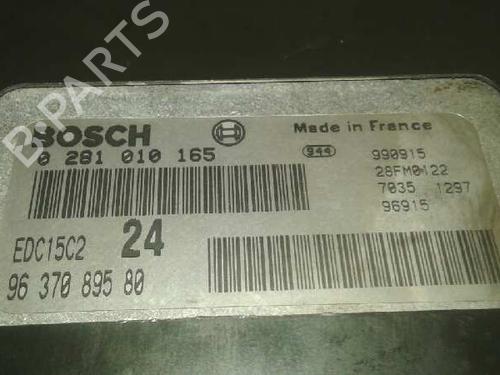 B-PARTS
BOSCH
Made in France
0 281 010 165
944
990915
28FM0122
7035 1297
96915
EDC15C2
24
96 370 895 80